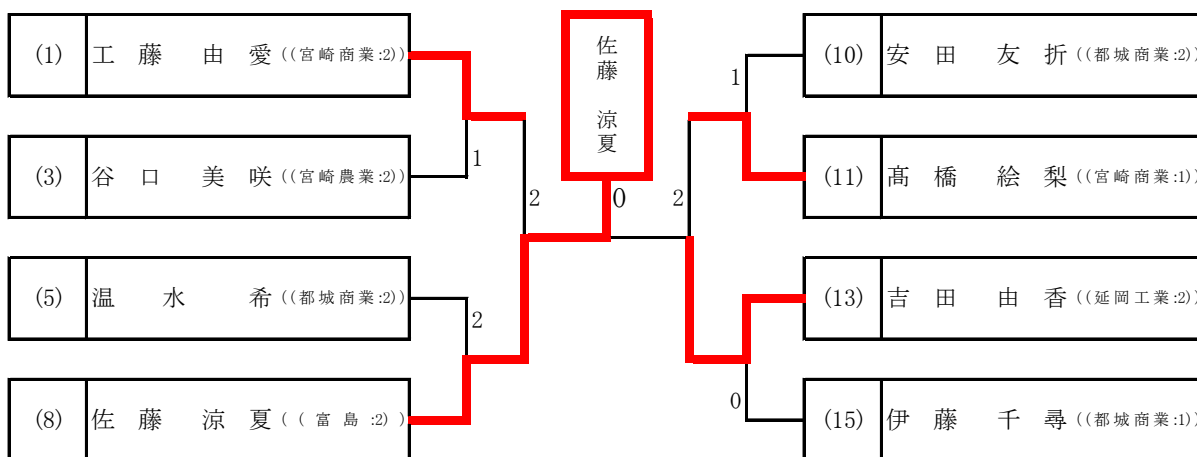 (1) 工藤 由愛 ((宮崎商業:2))
(3) 谷口 美咲 ((宮崎農業:2))
(5) 温水 希 ((都城商業:2))
(8) 佐藤 涼夏 ((富島:2))
1
2
2
佐藤 涼夏
0
2
1
0
(10) 安田 友折 ((都城商業:2))
(11) 髙橋 絵梨 ((宮崎商業:1))
(13) 吉田 由香 ((延岡工業:2))
(15) 伊藤 千尋 ((都城商業:1))